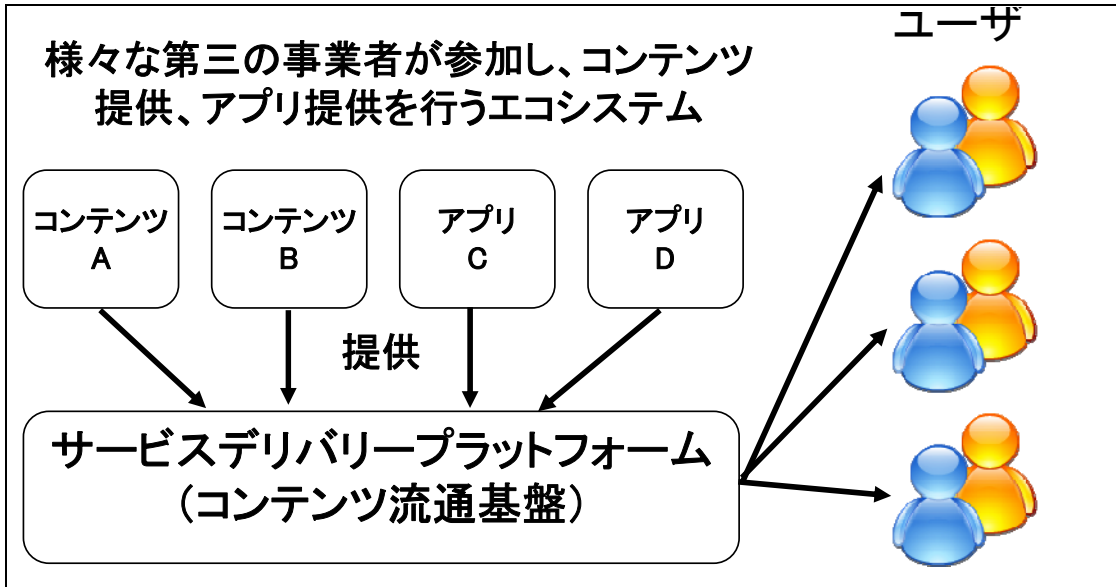 ユーザ
様々な第三の事業者が参加し、コンテンツ
提供、アプリ提供を行うエコシステム
コンテンツ
A
コンテンツ
B
アプリ
C
アプリ
D
提供
サービスデリバリープラットフォーム
（コンテンツ流通基盤）